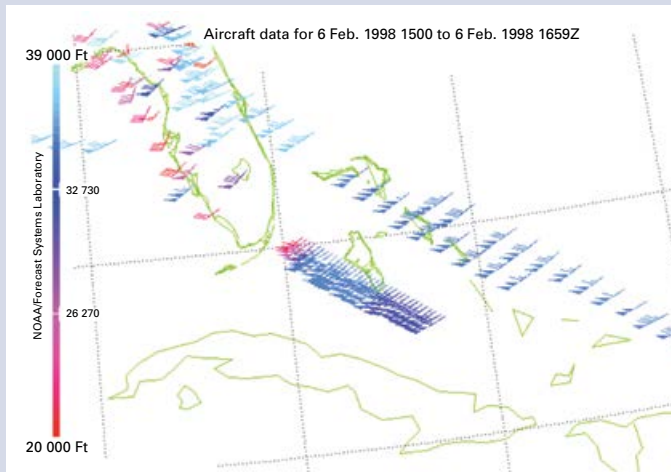 Aircraft data for 6 Feb. 1998 1500 to 6 Feb. 1998 1659Z
39 000 Ft
NOAA/Forecast Systems Laboratory
32 730
26 270
20 000 Ft